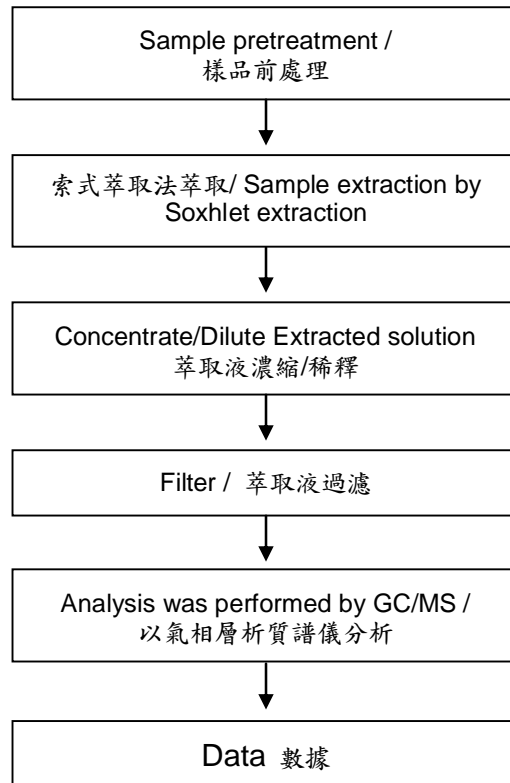 Sample pretreatment /
樣品前處理
索式萃取法萃取/ Sample extraction by
Soxhlet extraction
Concentrate/Dilute Extracted solution
萃取液濃縮/稀釋
Filter / 萃取液過濾
Analysis was performed by GC/MS /
以氣相層析質譜儀分析
Data 數據